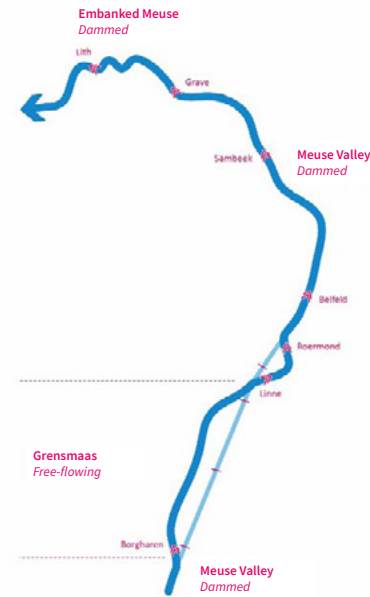 Embanked Meuse
Dammed
Lith
Grave
Sambeek
Meuse Valley
Dammed
Belfeld
Roermond
Linne
Grensmaas
Free-flowing
Borgharen
Meuse Valley
Dammed